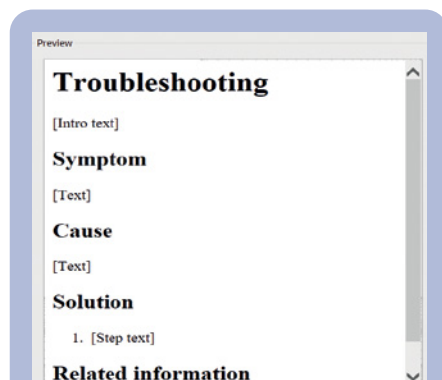 Preview
Troubleshooting
[Intro text]
Symptom
[Text]
Cause
[Text]
Solution
1. [Step text]
Related information